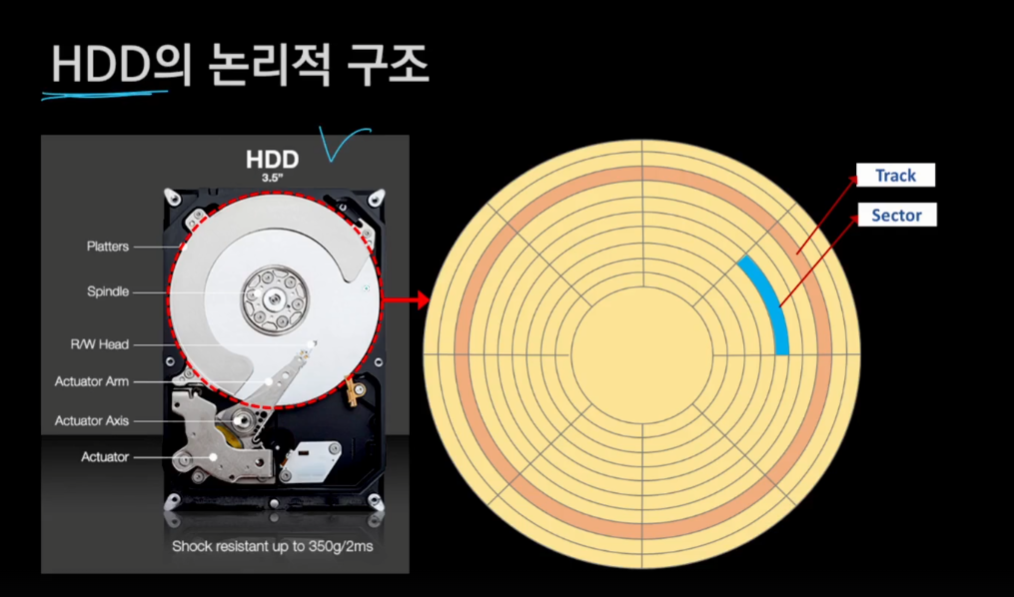 HDD의 논리적 구조
HDD
3.5"
Platters
Spindle
R/W Head
Actuator Arm
Actuator Axis
Actuator
Shock resistant up to 350g/2ms
Track
Sector